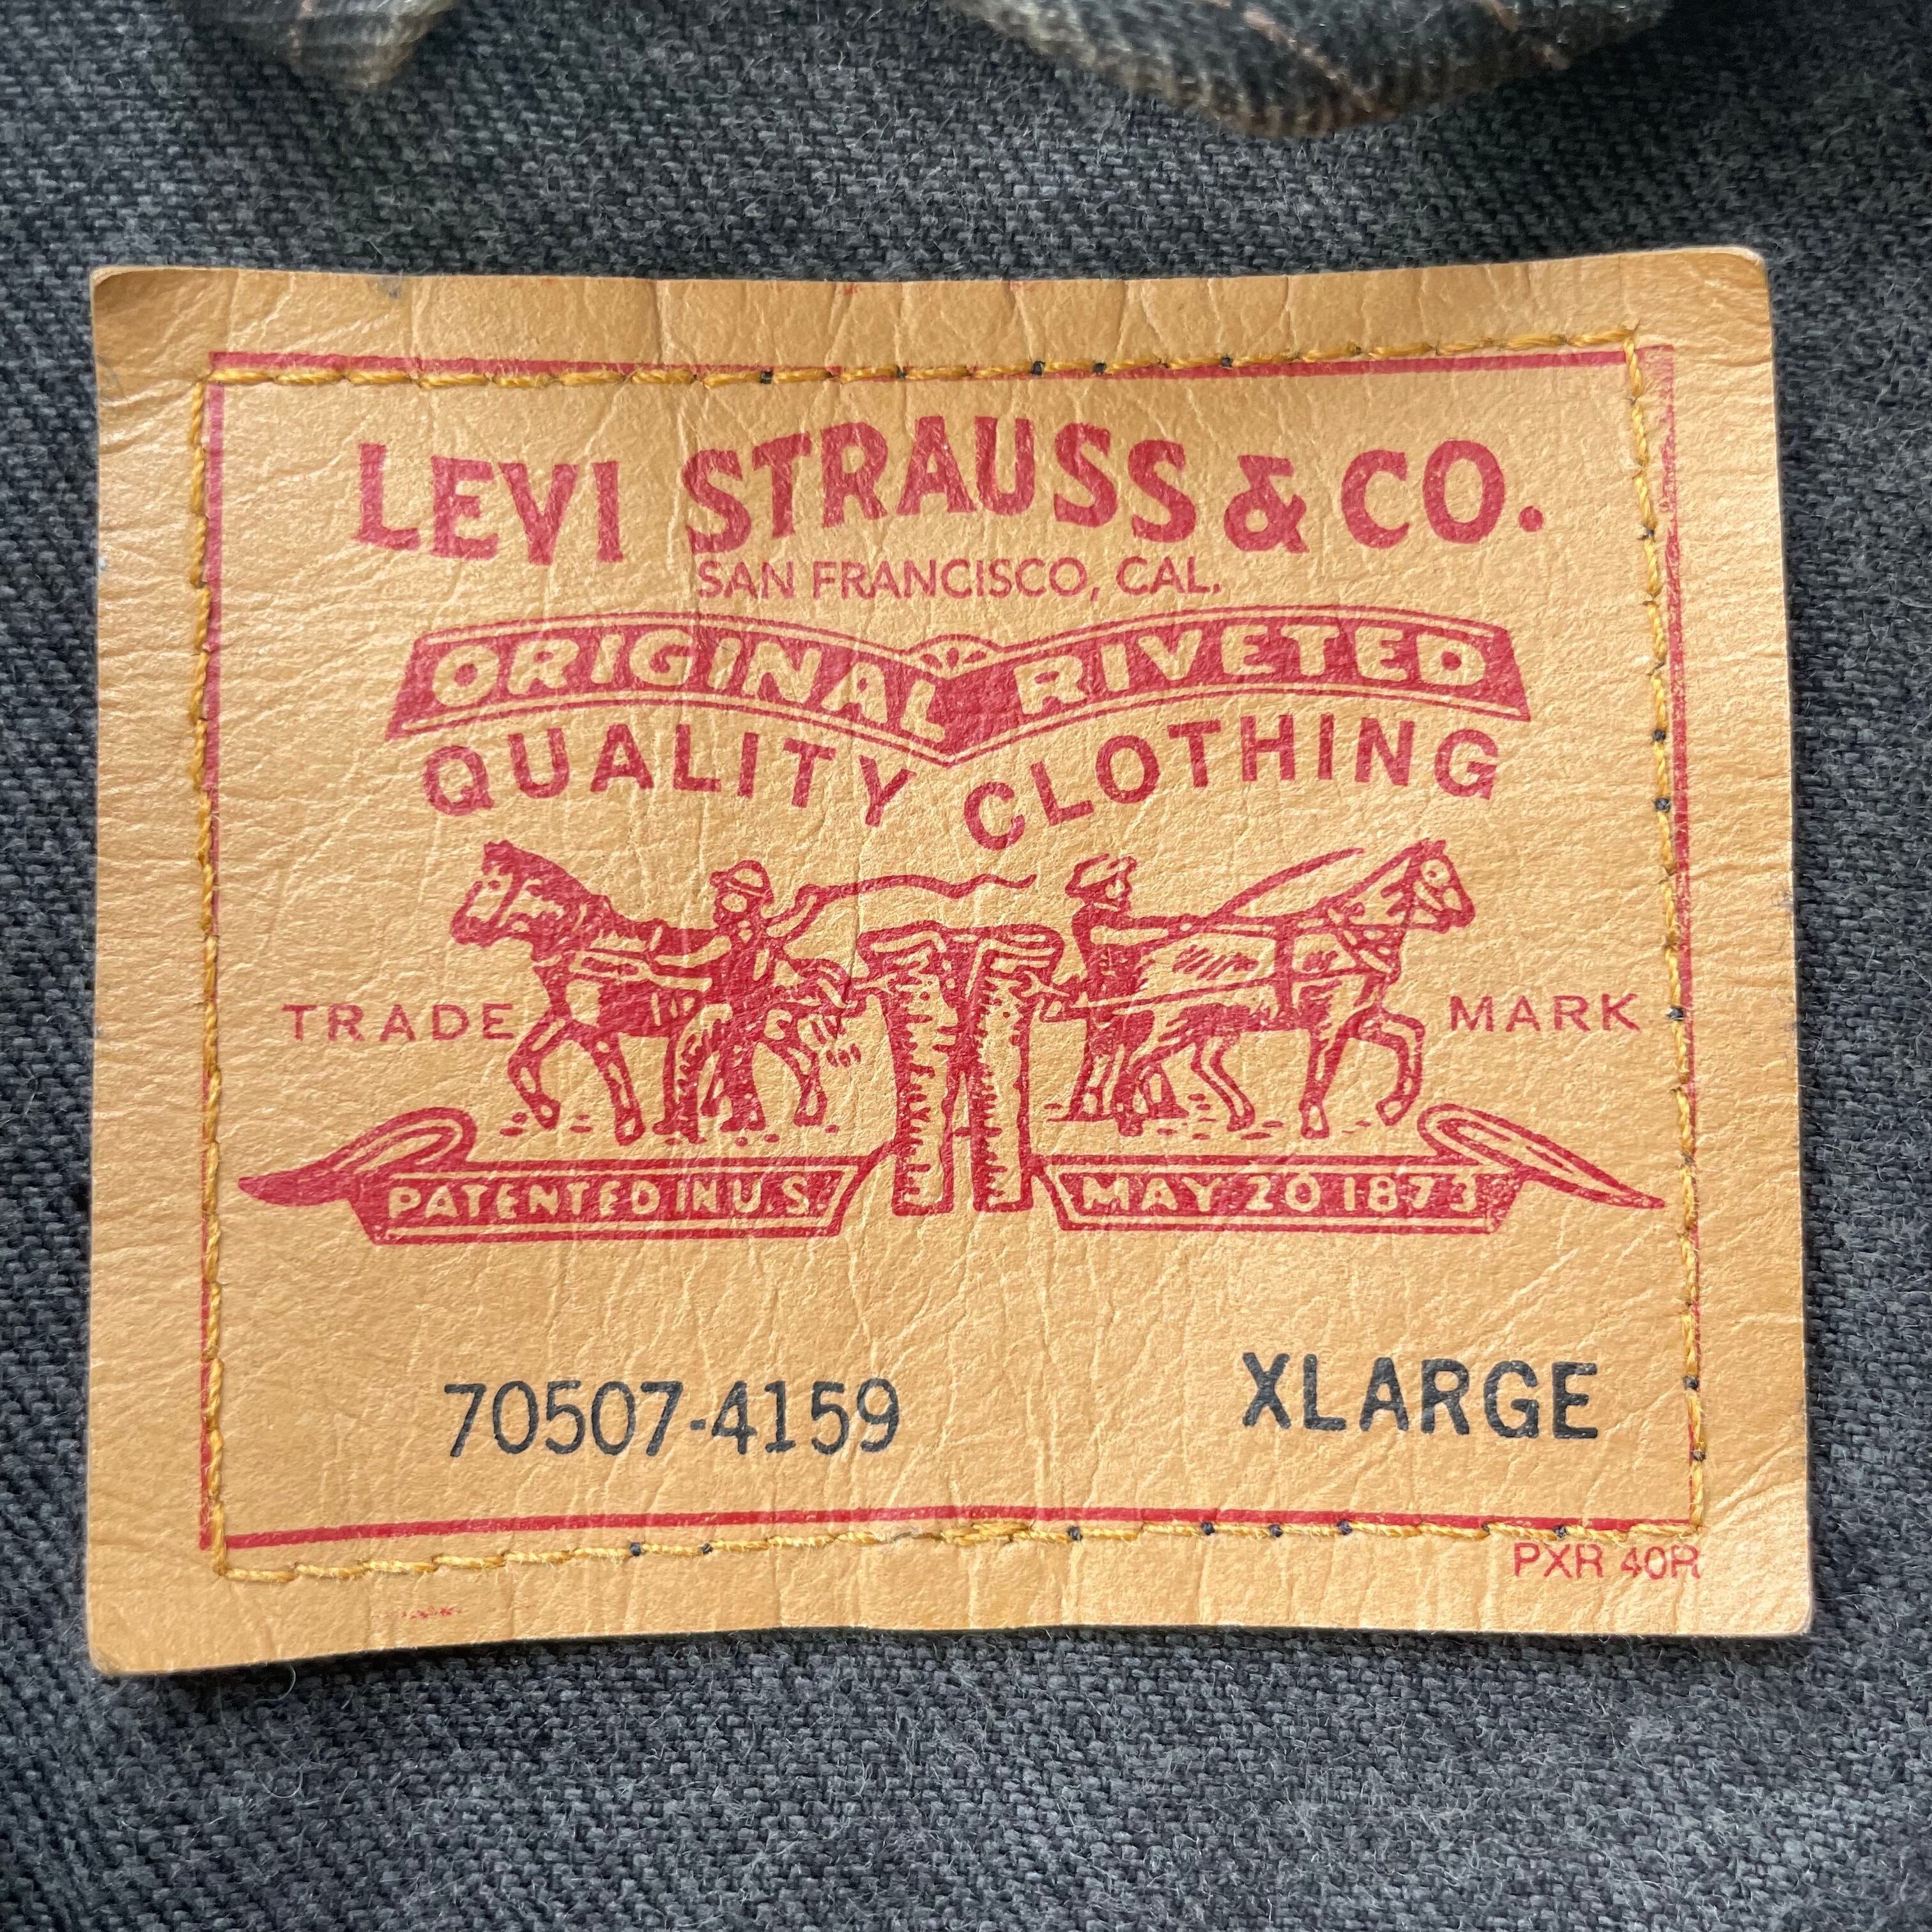 LEVI STRAUSS & CO.
SAN FRANCISCO, CAL.
ORIGINAL RIVETED
QUALITY CLOTHING
TRADE MARK
PATENTED IN U.S. MAY 20 1873
70507-4159 XLARGE
PXR 40R